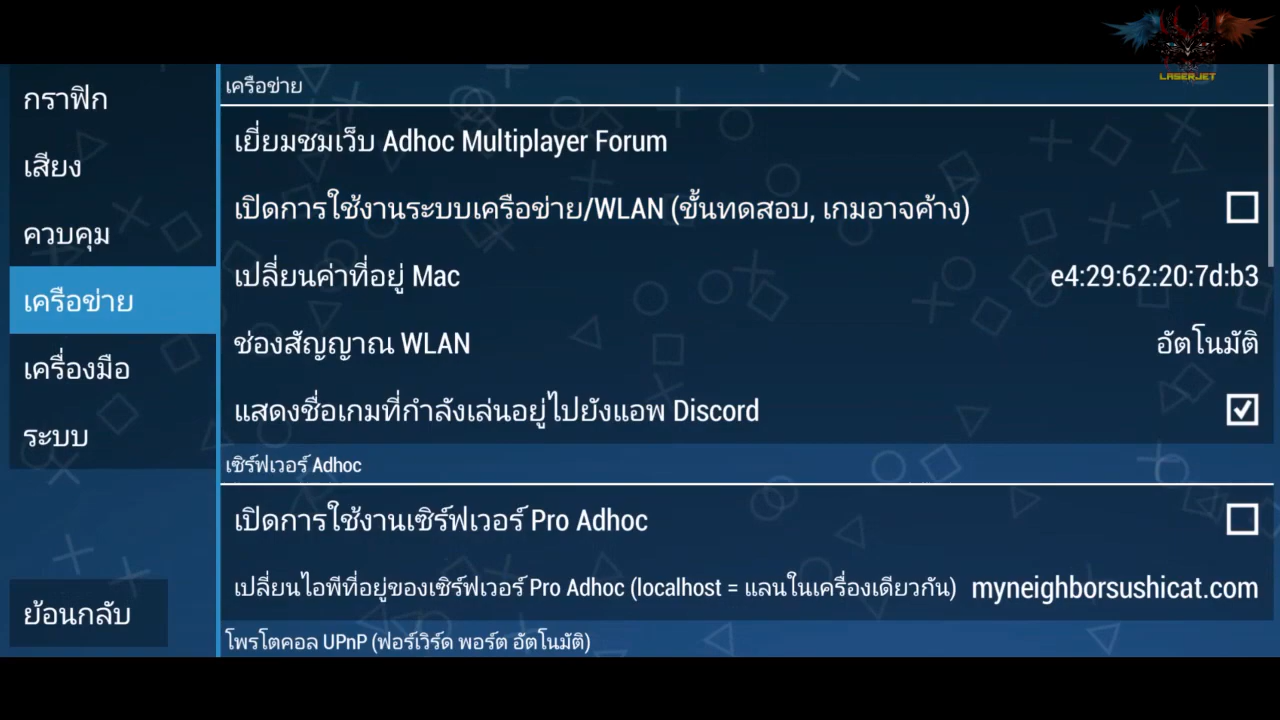 LASERJET
กราฟิก
เสียง
ควบคุม
เครือข่าย
เครื่องมือ
ระบบ
ย้อนกลับ
เครือข่าย
เยี่ยมชมเว็บ Adhoc Multiplayer Forum
เปิดการใช้งานระบบเครือข่าย/WLAN (ขั้นทดสอบ, เกมอาจค้าง)
เปลี่ยนค่าที่อยู่ Mac e4:29:62:20:7d:b3
ช่องสัญญาณ WLAN อัตโนมัติ
แสดงชื่อเกมที่กำลังเล่นอยู่ไปยังแอพ Discord
เซิร์ฟเวอร์ Adhoc
เปิดการใช้งานเซิร์ฟเวอร์ Pro Adhoc
เปลี่ยนไอพีที่อยู่ของเซิร์ฟเวอร์ Pro Adhoc (localhost = แลนในเครื่องเดียวกัน) myneighborsushicat.com
โพรโตคอล UPnP (ฟอร์เวิร์ด พอร์ต อัตโนมัติ)